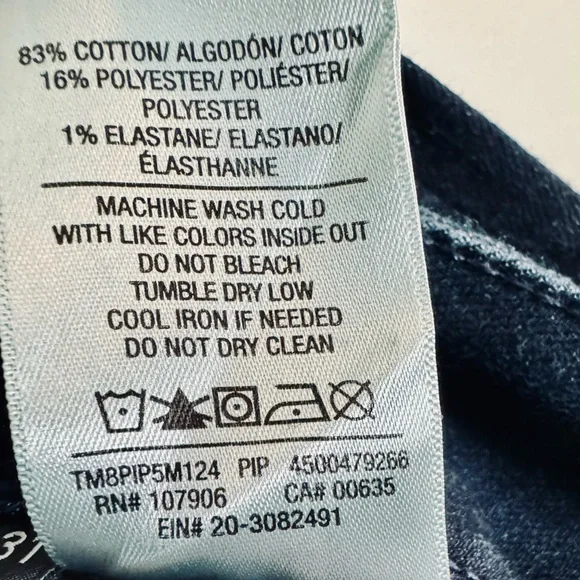 83% COTTON/ ALGODÓN/ COTON
16% POLYESTER/ POLIÉSTER/
POLYESTER
1% ELASTANE/ ELASTANO/
ÉLASTHANNE
MACHINE WASH COLD
WITH LIKE COLORS INSIDE OUT
DO NOT BLEACH
TUMBLE DRY LOW
COOL IRON IF NEEDED
DO NOT DRY CLEAN
TM8PIP5M124 PIP 4500479266
RN# 107906 CA# 00635
EIN# 20-3082491